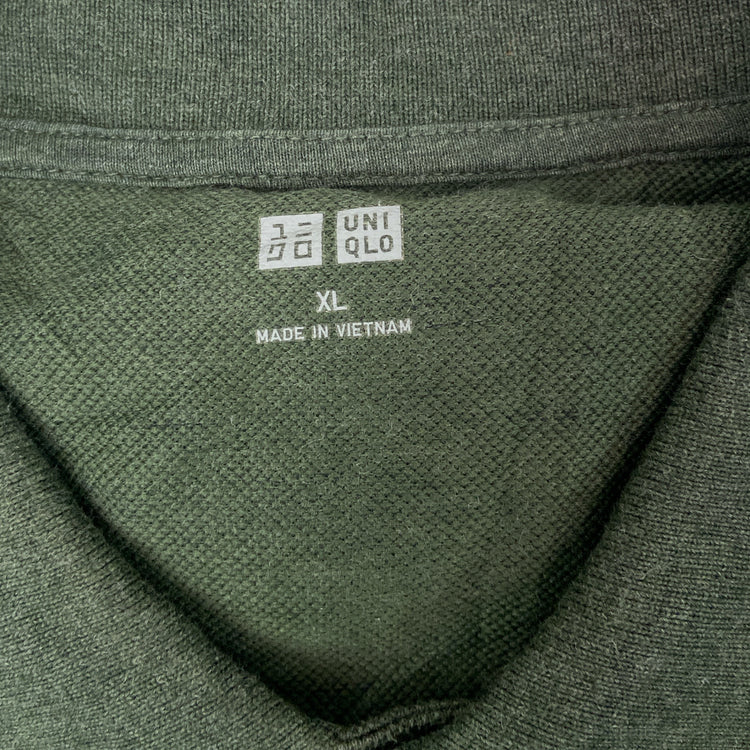 ユニ UNI
クロ QLO
XL
MADE IN VIETNAM